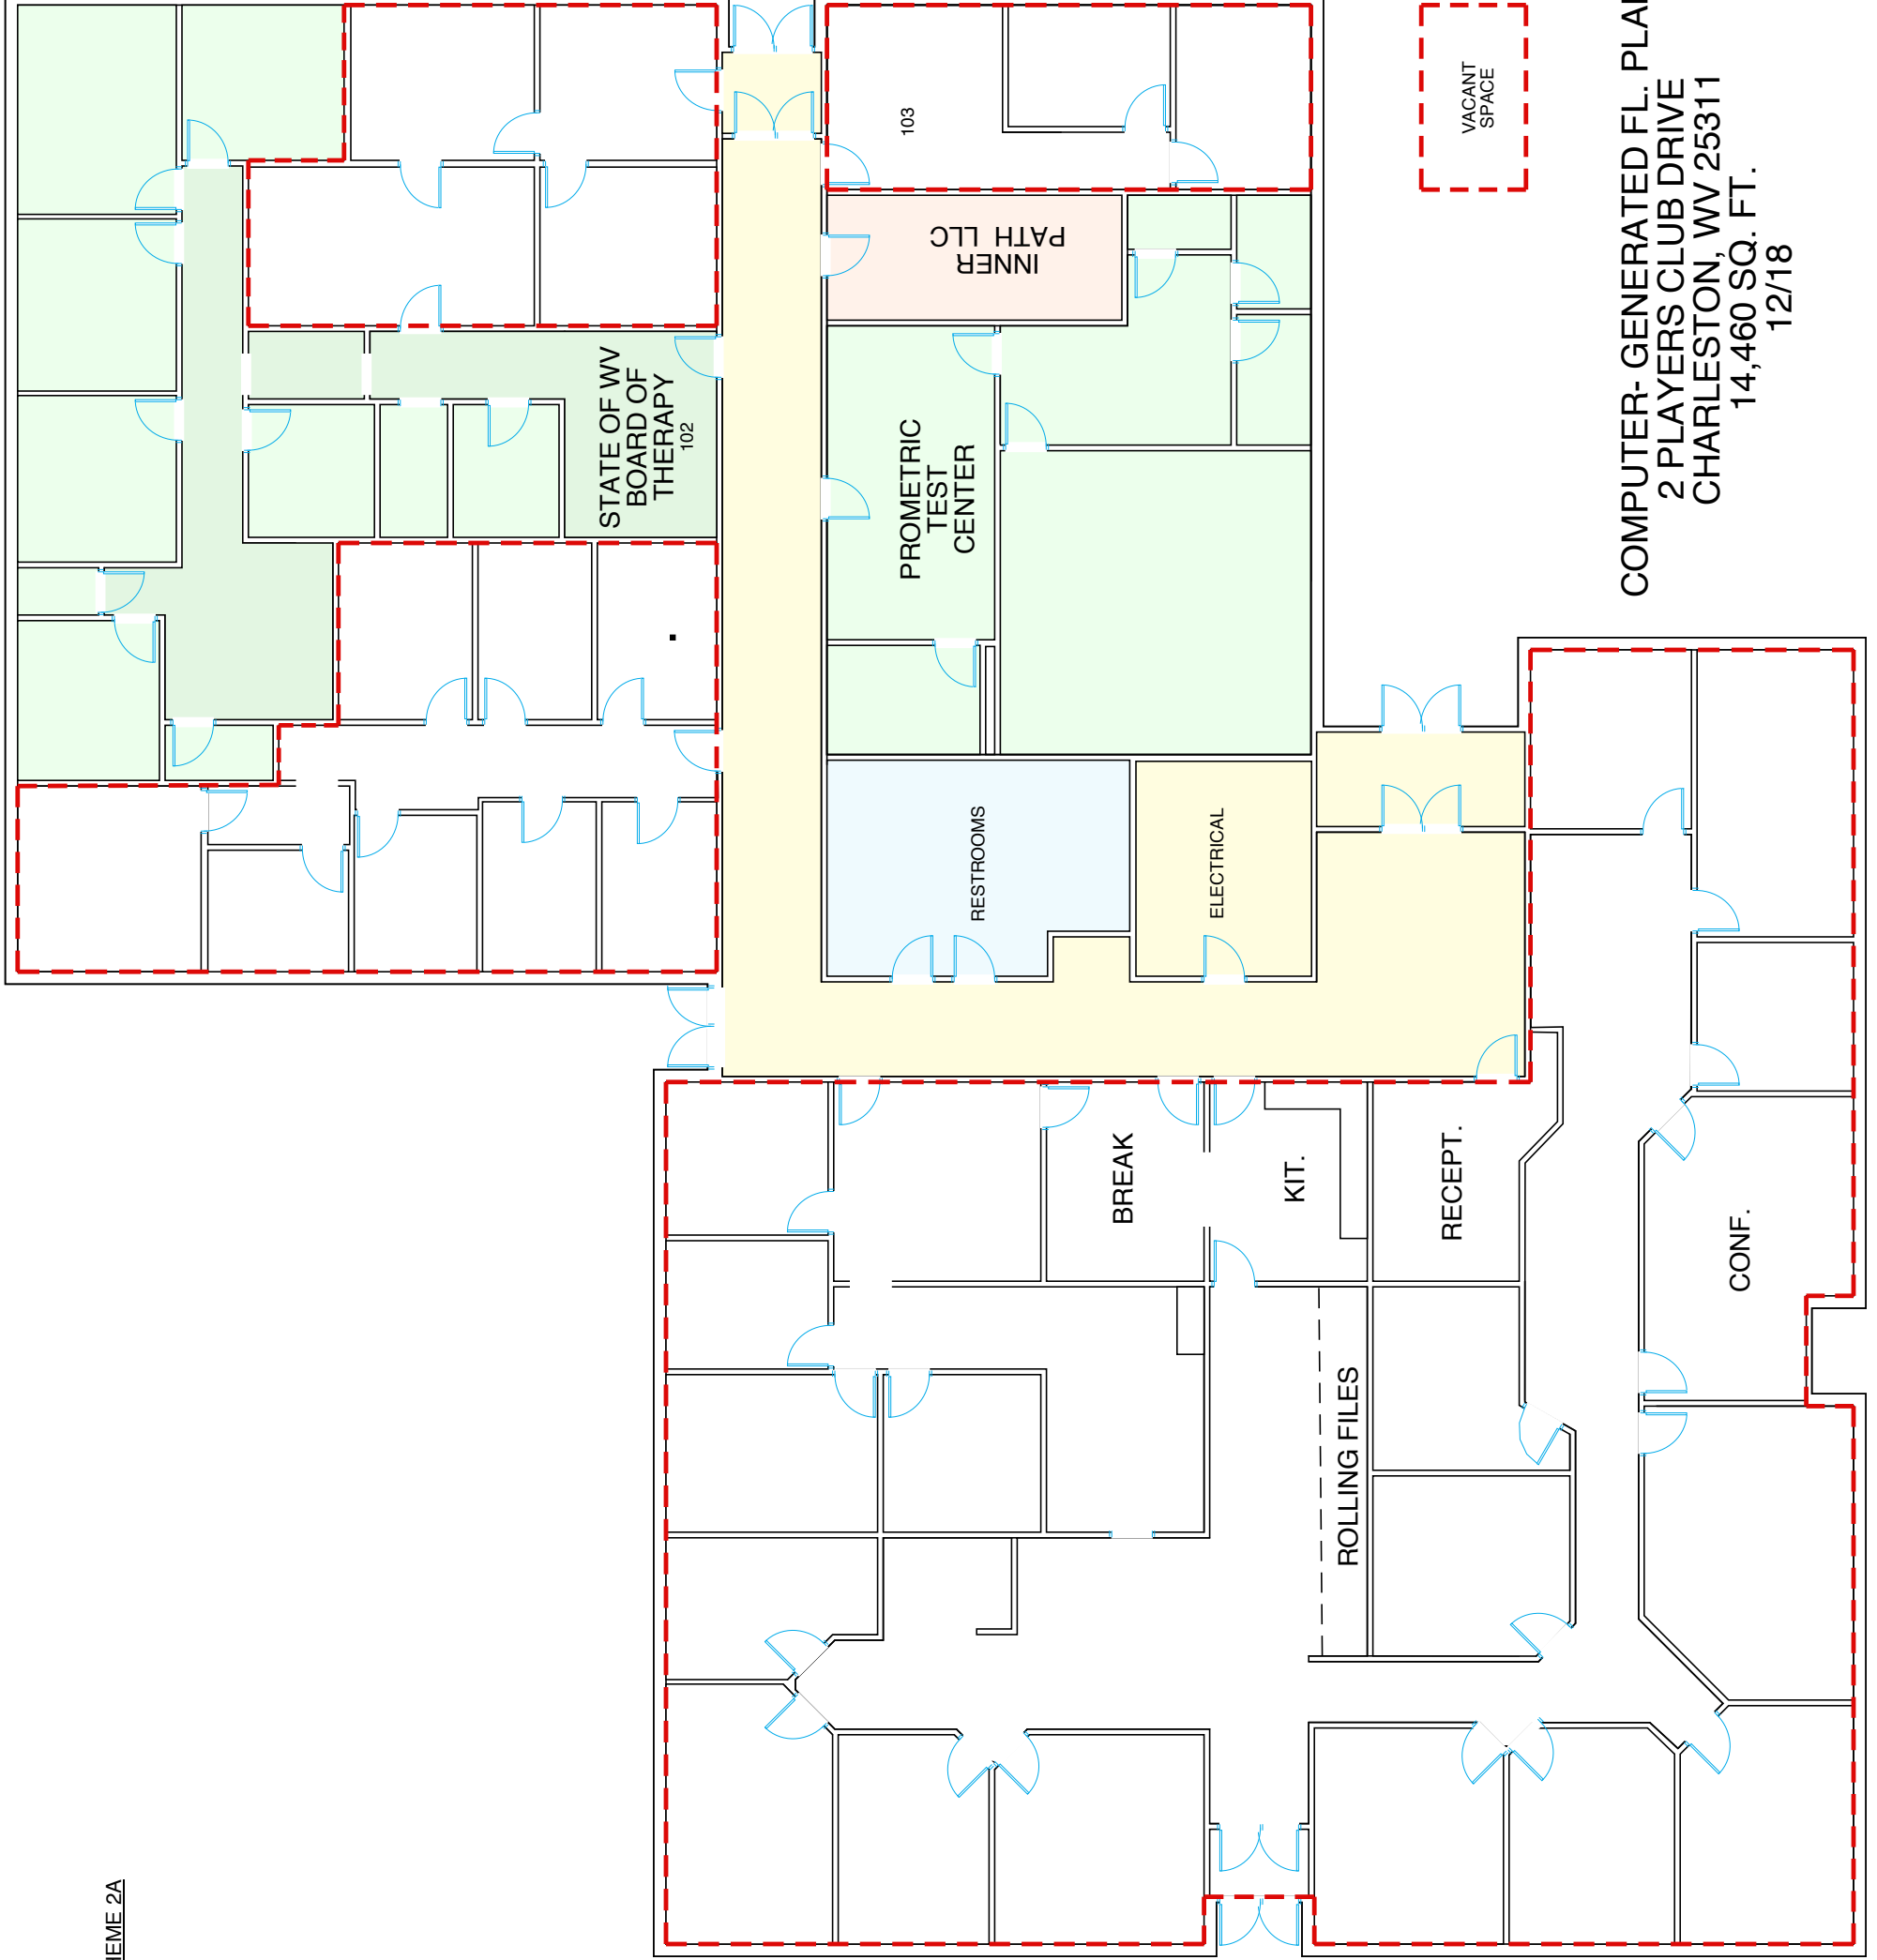 HEME 2A
STATE OF WV
BOARD OF
THERAPY
102
103
INNER
PATH LLC
PROMETRIC
TEST
CENTER
RESTROOMS
ELECTRICAL
BREAK
KIT.
RECEPT.
CONF.
ROLLING FILES
VACANT
SPACE
COMPUTER- GENERATED FL. PLA
2 PLAYERS CLUB DRIVE
CHARLESTON, WV 25311
14,460 SQ. FT.
12/18